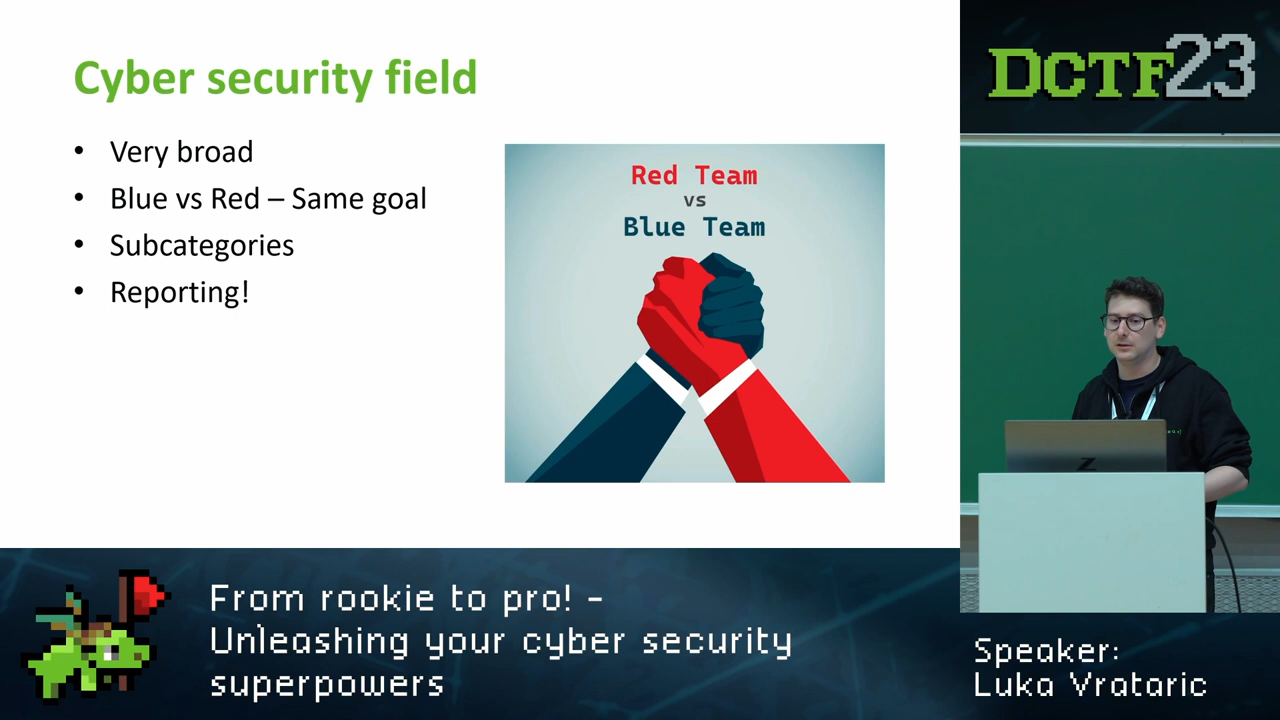 Cyber security field
• Very broad
• Blue vs Red – Same goal
• Subcategories
• Reporting!
Red Team
vs
Blue Team
DCTF23
From rookie to pro! -
Unleashing your cyber security
superpowers
Speaker:
Luka Vrataric